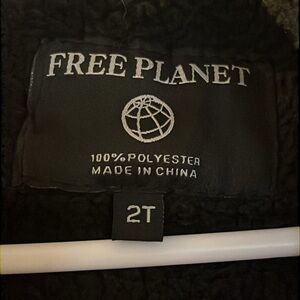 FREE PLANET
100% POLYESTER
MADE IN CHINA
2T